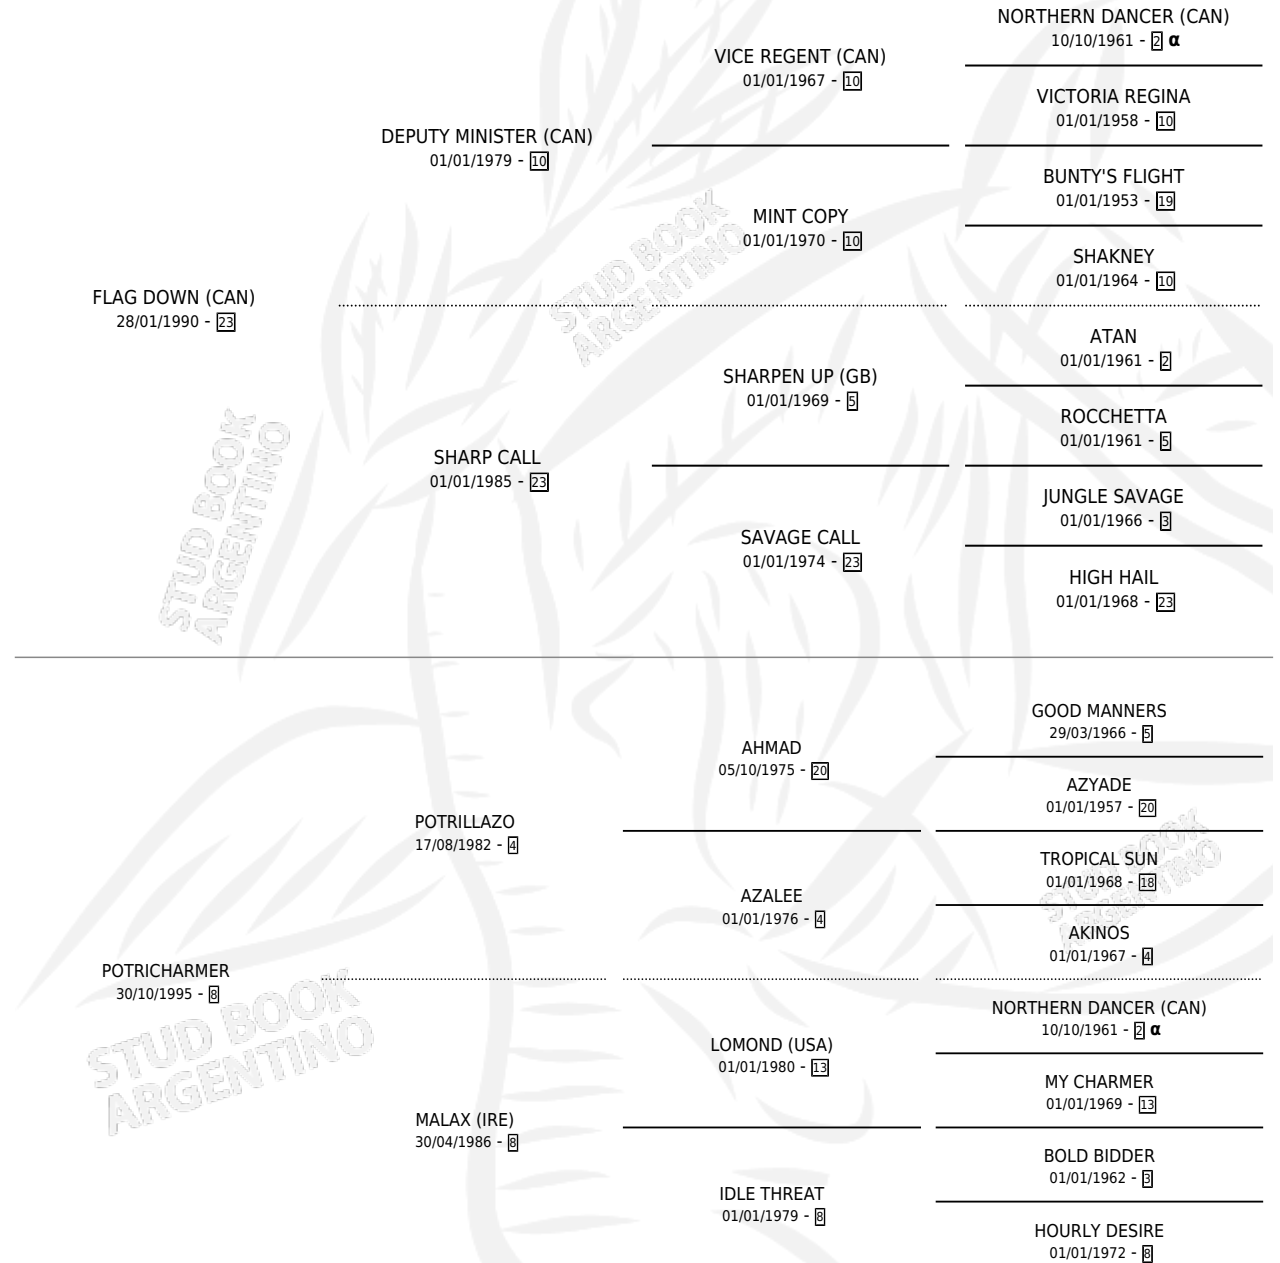 NORTHERN DANCER (CAN)
10/10/1961 - 2 α
VICE REGENT (CAN)
01/01/1967 - 10
VICTORIA REGINA
01/01/1958 - 10
DEPUTY MINISTER (CAN)
01/01/1979 - 10
BUNTY'S FLIGHT
01/01/1953 - 19
MINT COPY
01/01/1970 - 10
SHAKNEY
01/01/1964 - 10
FLAG DOWN (CAN)
28/01/1990 - 23
ATAN
01/01/1961 - 2
SHARPEN UP (GB)
01/01/1969 - 5
ROCCHETTA
01/01/1961 - 5
SHARP CALL
01/01/1985 - 23
JUNGLE SAVAGE
01/01/1966 - 3
SAVAGE CALL
01/01/1974 - 23
HIGH HAIL
01/01/1968 - 23
GOOD MANNERS
29/03/1966 - 5
AHMAD
05/10/1975 - 20
AZYADE
01/01/1957 - 20
POTRILLAZO
17/08/1982 - 4
TROPICAL SUN
01/01/1968 - 18
AZALEE
01/01/1976 - 4
AKINOS
01/01/1967 - 4
POTRICHARMER
30/10/1995 - 8
NORTHERN DANCER (CAN)
10/10/1961 - 2 α
LOMOND (USA)
01/01/1980 - 13
MY CHARMER
01/01/1969 - 13
MALAX (IRE)
30/04/1986 - 8
BOLD BIDDER
01/01/1962 - 3
IDLE THREAT
01/01/1979 - 8
HOURLY DESIRE
01/01/1972 - 8
STUD BOOK
ARGENTINO
STUD BOOK
ARGENTINO
STUD BOOK
ARGENTINO
STUD BOOK
ARGENTINO